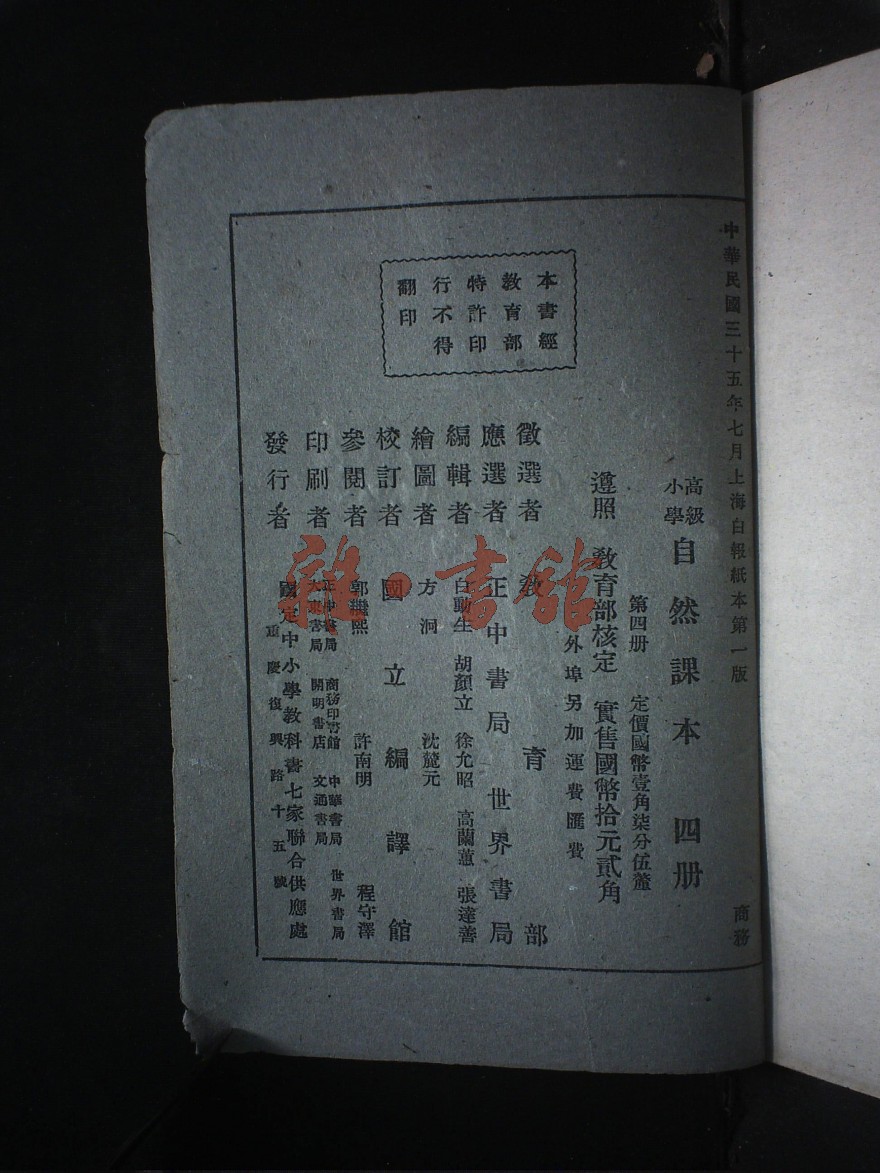 中華民國三十五年七月上海白報紙本第一版
商務
高級
小學
自然課本 四册
第四册 定價國幣壹角柒分伍釐
遵照 教育部核定 實售國幣拾元貳角
外埠另加運費匯費
本書經
教育部
特許印
行不得
翻印
徵選者 教育部
應選者 正中書局 世界書局
編輯者 白動生 胡顏立 徐允昭 高蘭蕙 張達善
繪圖者 方洞 沈麓元
校訂者 國立編譯館
參閱者 郭繼熙 許南明 程守澤
印刷者 正中書局 商務印書館 中華書局 世界書局
大東書局 開明書店 文通書局
發行者 國定中小學教科書七家聯合供應處
重慶復興路十五號
雜·書館